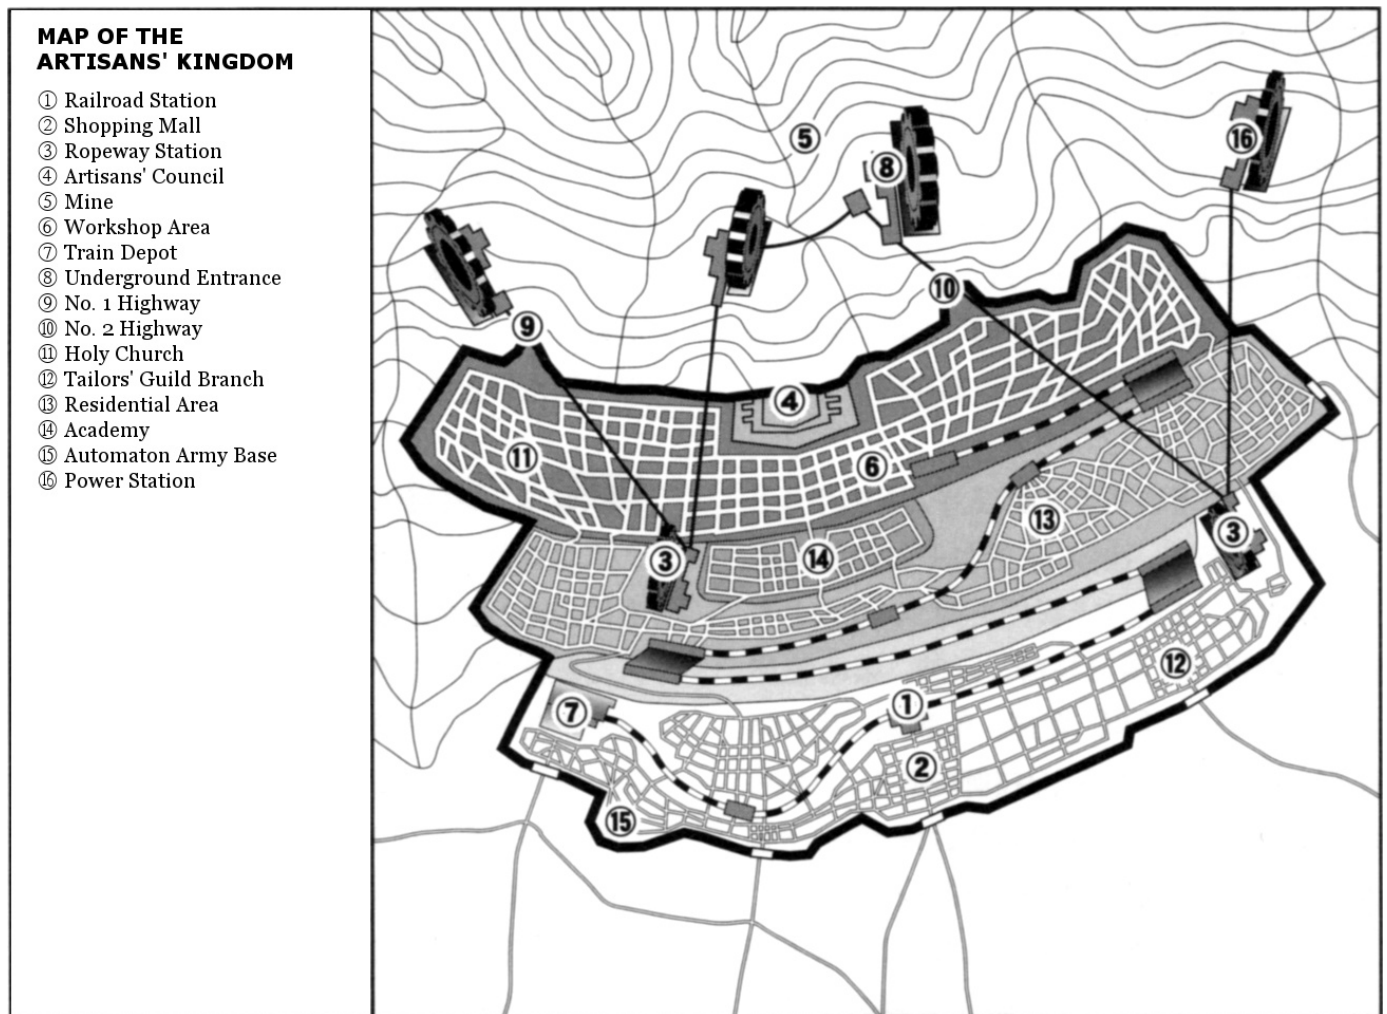 MAP OF THE
ARTISANS' KINGDOM
① Railroad Station
② Shopping Mall
③ Ropeway Station
④ Artisans' Council
⑤ Mine
⑥ Workshop Area
⑦ Train Depot
⑧ Underground Entrance
⑨ No. 1 Highway
⑩ No. 2 Highway
⑪ Holy Church
⑫ Tailors' Guild Branch
⑬ Residential Area
⑭ Academy
⑮ Automaton Army Base
⑯ Power Station
⑤
⑯
⑧
⑩
⑨
④
⑪
⑥
⑬
③
③
⑭
⑫
①
⑦
②
⑮